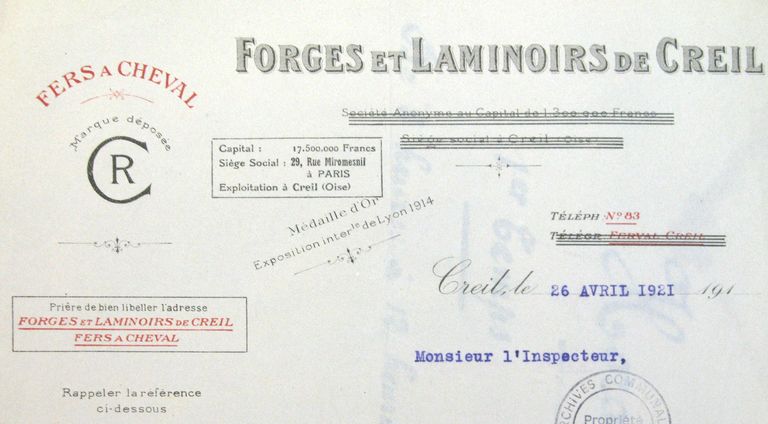 FORGES ET LAMINOIRS DE CREIL
FERS A CHEVAL
Société Anonyme au Capital de 1.300.000 Francs
Siège social à Creil (Oise)
Marque déposée
CR
Capital : 17.500.000 Francs
Siège Social : 29, Rue Miromesnil
à PARIS
Exploitation à Creil (Oise)
Médaille d'Or
Exposition inter^le de Lyon 1914
TÉLÉPH: N° 83
TÉLÉGR: FERVAL CREIL
Creil, le 26 AVRIL 1921 191
Prière de bien libeller l'adresse
FORGES ET LAMINOIRS DE CREIL
FERS A CHEVAL
Monsieur l'Inspecteur,
Rappeler la référence
ci-dessous
ARCHIVES COMMUNAL
Propriété